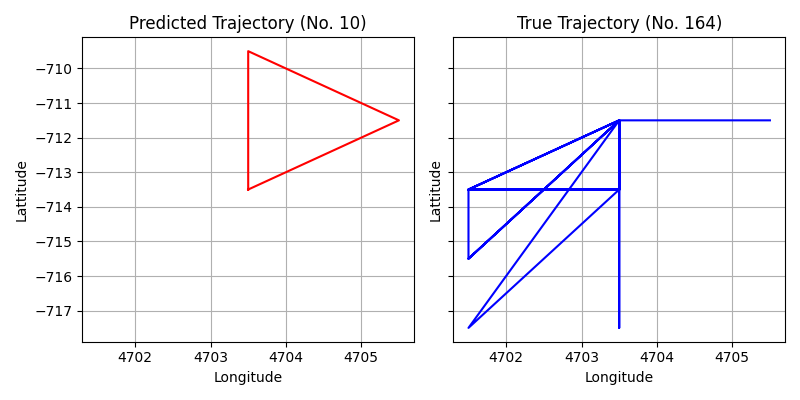 Predicted Trajectory (No. 10)
True Trajectory (No. 164)
Lattitude
−710
−711
−712
−713
−714
−715
−716
−717
4702
4703
4704
4705
Longitude
Lattitude
4702
4703
4704
4705
Longitude